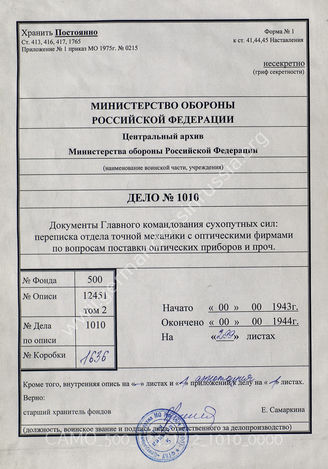 Хранить Постоянно
Ст. 413, 416, 417, 1765
Приложение № 1 приказ МО 1975г. № 0215
Форма № 1
к ст. 41,44,45 Наставления
несекретно
(гриф секретности)
МИНИСТЕРСТВО ОБОРОНЫ
РОССИЙСКОЙ ФЕДЕРАЦИИ
Центральный архив
Министерства обороны Российской Федерации
(наименование воинской части, учреждения)
ДЕЛО № 1010
Документы Главного командования сухопутных сил:
переписка отдела точной механики с оптическими фирмами
по вопросам поставки оптических приборов и проч.
№ Фонда 500
№ Описи 12451
том 2
№ Дела 1010
по описи
№ Коробки 1636
Начато « 00 » 00 1943г.
Окончено « 00 » 00 1944г.
На « » листах
Кроме того, внутренняя опись на листах и приложений к делу на листах.
Верно:
старший хранитель фондов Е. Самаркина
(должность, воинское звание и подпись лица, ответственного за делопроизводство)